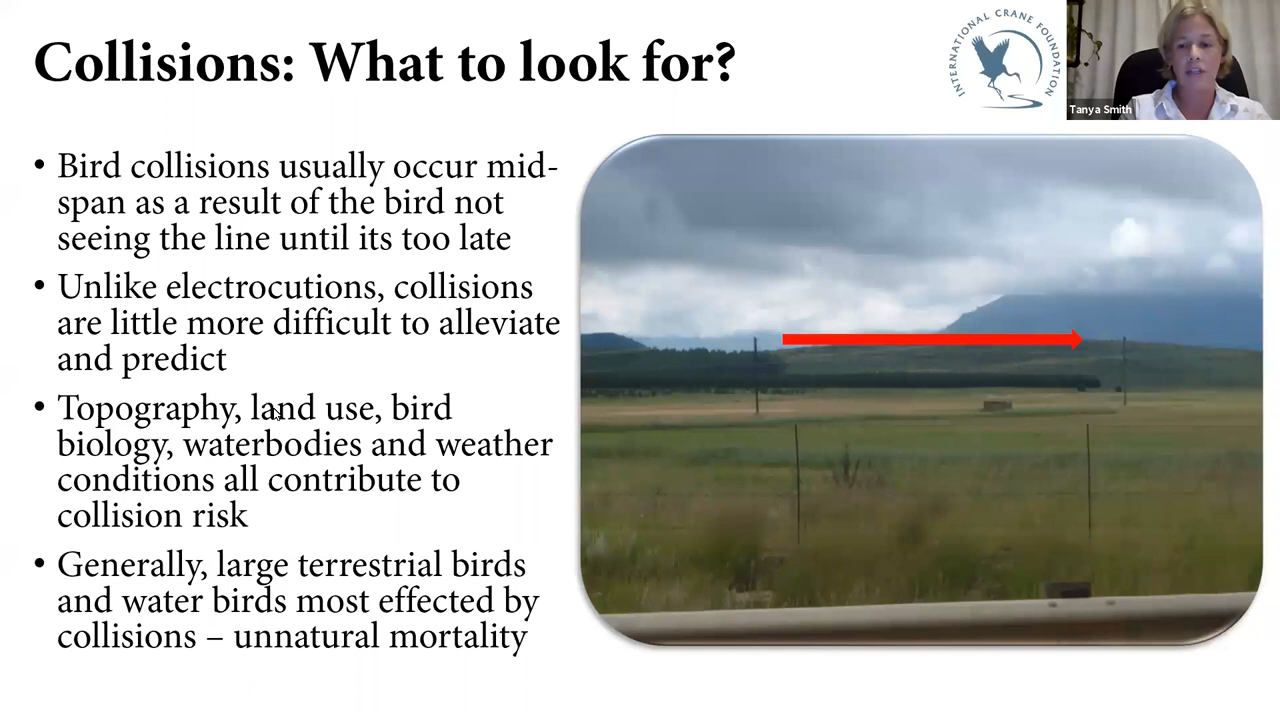 Collisions: What to look for?
INTERNATIONAL CRANE FOUNDATION
Tanya Smith
• Bird collisions usually occur mid-
span as a result of the bird not
seeing the line until its too late
• Unlike electrocutions, collisions
are little more difficult to alleviate
and predict
• Topography, land use, bird
biology, waterbodies and weather
conditions all contribute to
collision risk
• Generally, large terrestrial birds
and water birds most effected by
collisions – unnatural mortality